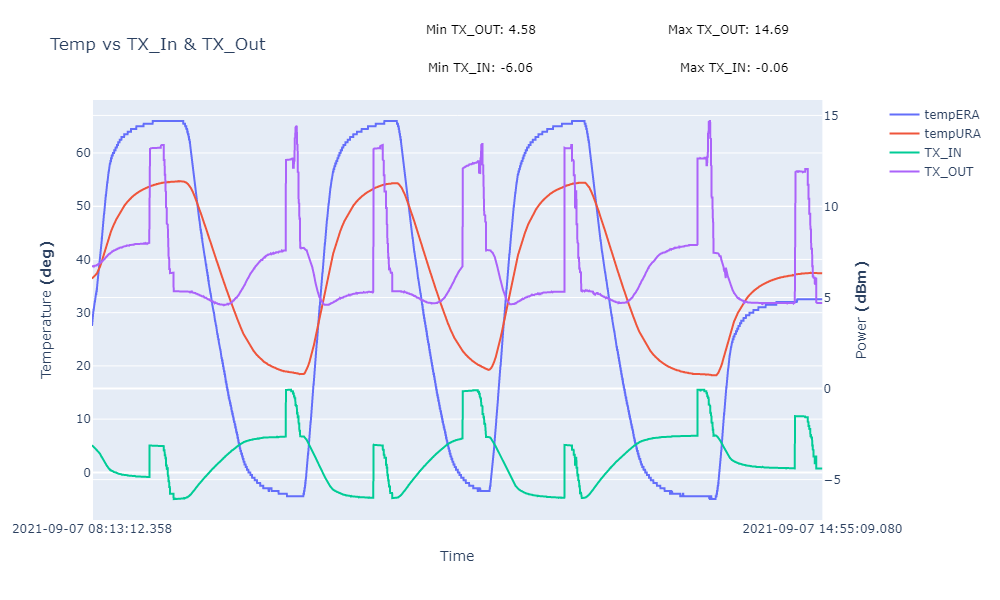 Min TX_OUT: 4.58
Max TX_OUT: 14.69
Temp vs TX_In & TX_Out
Min TX_IN: -6.06
Max TX_IN: -0.06
tempERA
tempURA
TX_IN
TX_OUT
60
50
40
30
20
10
0
Temperature (deg)
15
10
5
0
−5
Power (dBm)
2021-09-07 08:13:12.358
2021-09-07 14:55:09.080
Time